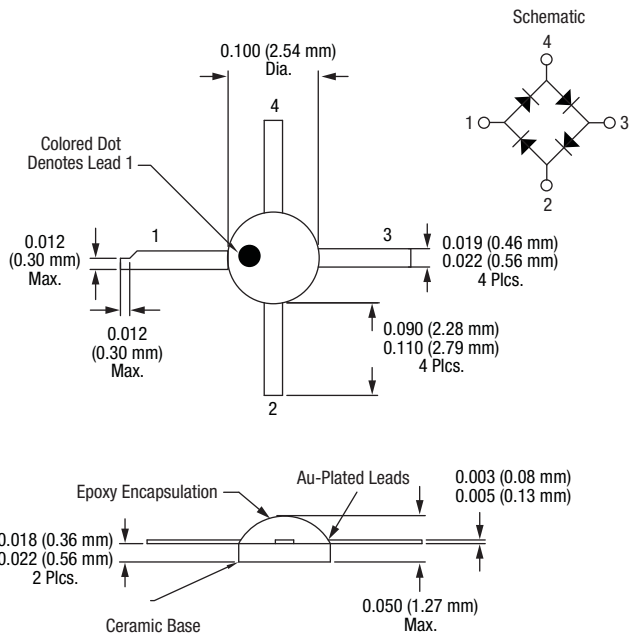 Schematic
4
1
3
2
0.100 (2.54 mm)
Dia.
4
Colored Dot
Denotes Lead 1
1
3
0.012
(0.30 mm)
Max.
0.019 (0.46 mm)
0.022 (0.56 mm)
4 Plcs.
0.012
(0.30 mm)
Max.
0.090 (2.28 mm)
0.110 (2.79 mm)
4 Plcs.
2
Epoxy Encapsulation
Au-Plated Leads
0.003 (0.08 mm)
0.005 (0.13 mm)
0.018 (0.36 mm)
0.022 (0.56 mm)
2 Plcs.
0.050 (1.27 mm)
Max.
Ceramic Base